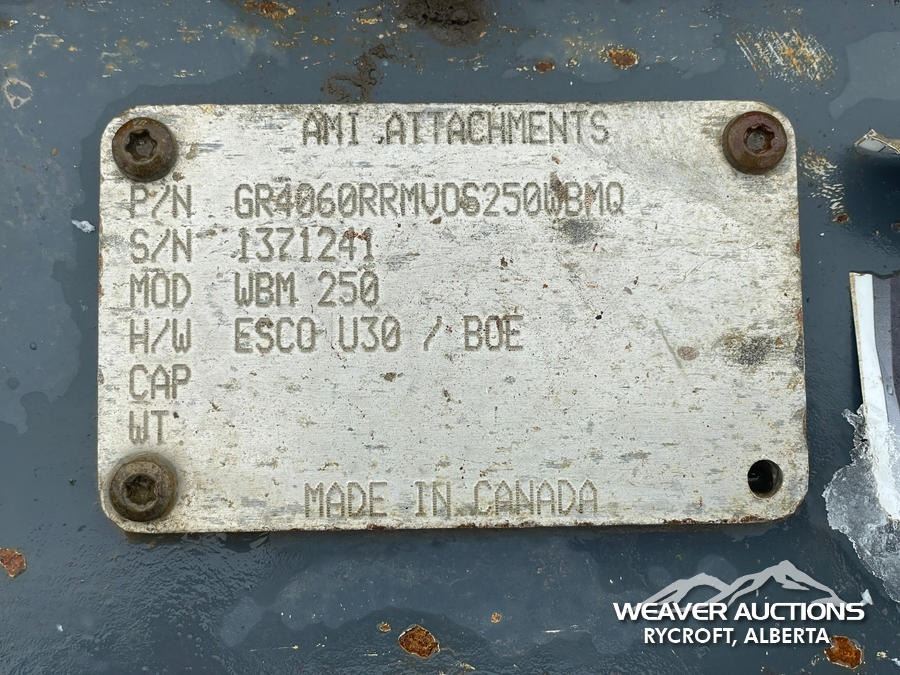 AMI ATTACHMENTS
P/N GR4060RRMVOS250WBMQ
S/N 1371241
MOD WBM 250
H/W ESCO U30 / BOE
CAP
WT
MADE IN CANADA
WEAVER AUCTIONS
RYCROFT, ALBERTA